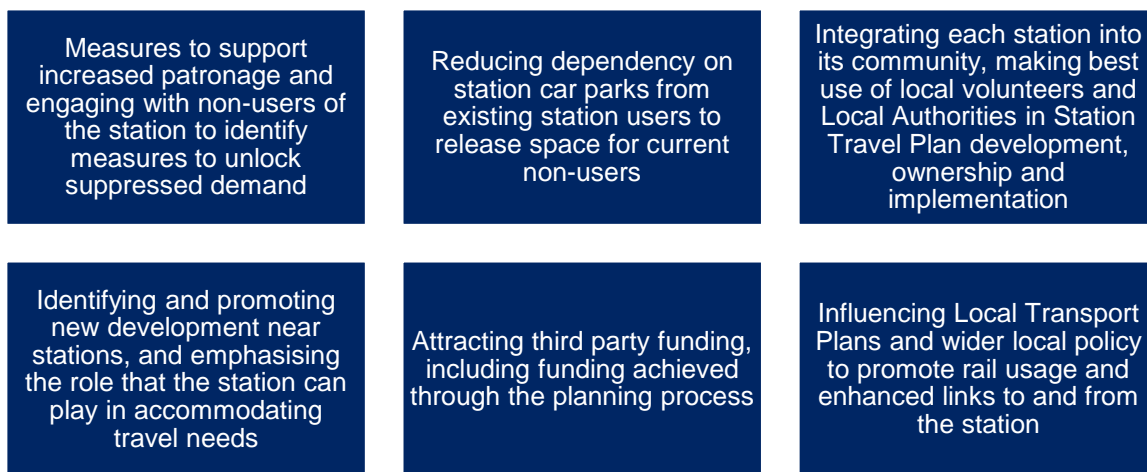 Measures to support
increased patronage and
engaging with non-users of
the station to identify
measures to unlock
suppressed demand
Reducing dependency on
station car parks from
existing station users to
release space for current
non-users
Integrating each station into
its community, making best
use of local volunteers and
Local Authorities in Station
Travel Plan development,
ownership and
implementation
Identifying and promoting
new development near
stations, and emphasising
the role that the station can
play in accommodating
travel needs
Attracting third party funding,
including funding achieved
through the planning process
Influencing Local Transport
Plans and wider local policy
to promote rail usage and
enhanced links to and from
the station